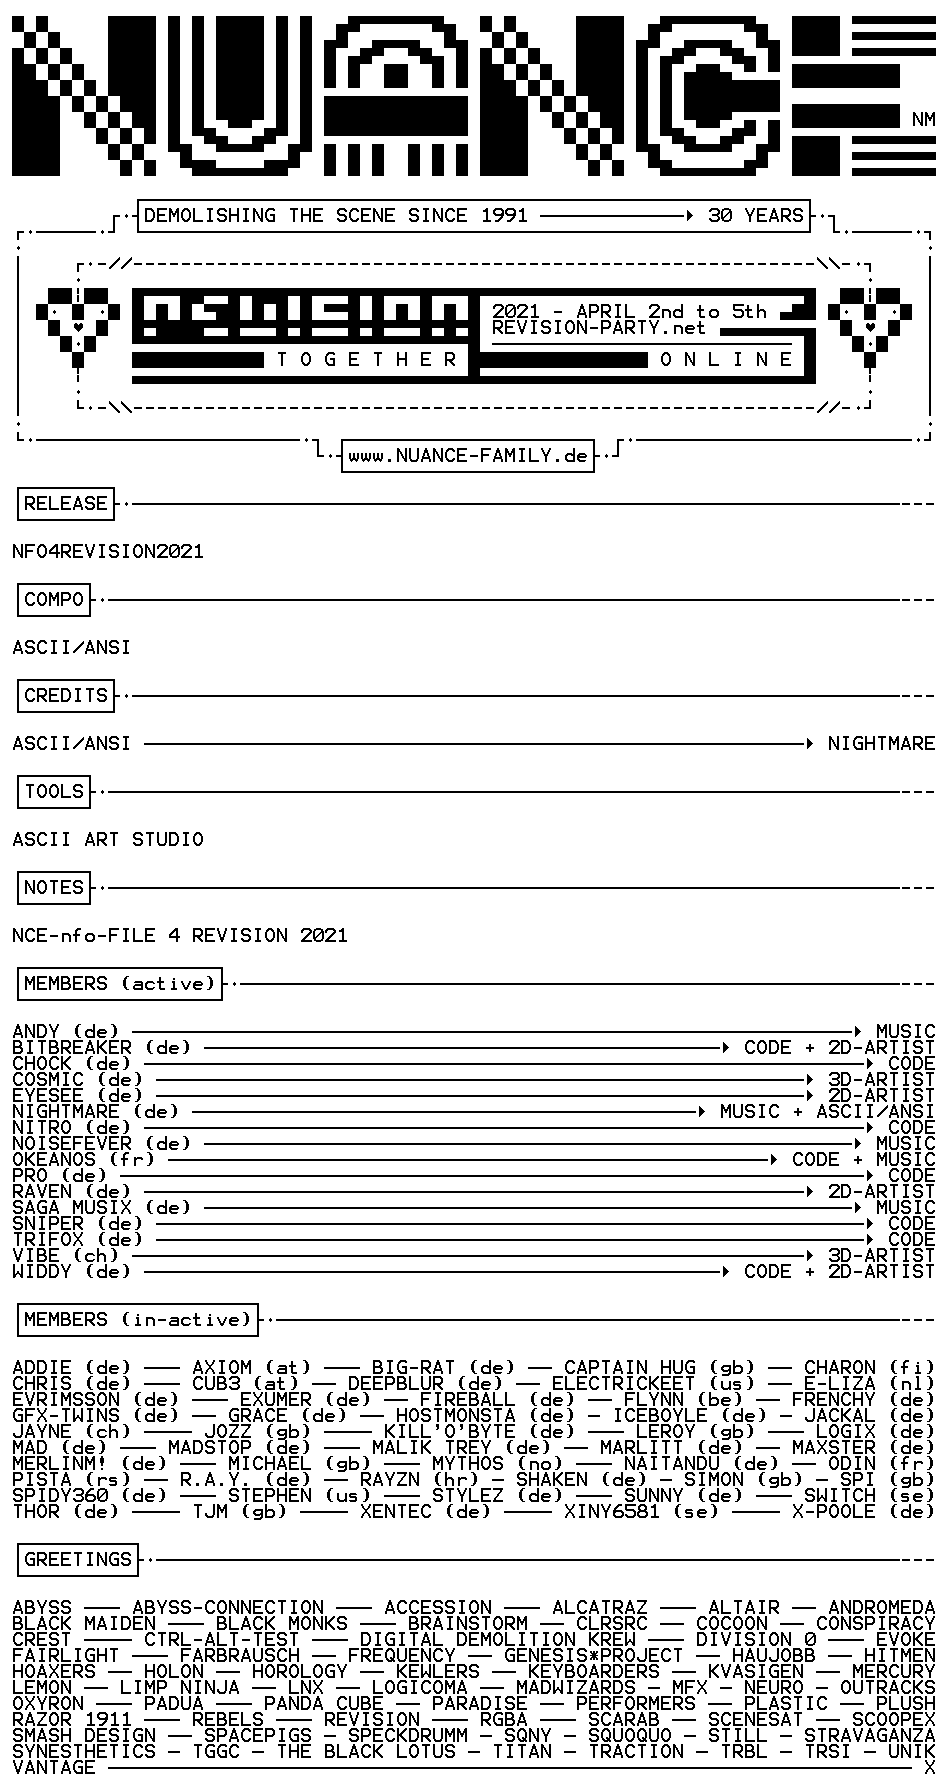 NUANCE
NM
DEMOLISHING THE SCENE SINCE 1991 30 YEARS
REVISION
2021 - APRIL 2nd to 5th
REVISION-PARTY.net
TOGETHER ONLINE
www.NUANCE-FAMILY.de
RELEASE
NFO4REVISION2021
COMPO
ASCII/ANSI
CREDITS
ASCII/ANSI NIGHTMARE
TOOLS
ASCII ART STUDIO
NOTES
NCE-nfo-FILE 4 REVISION 2021
MEMBERS (active)
ANDY (de) MUSIC
BITBREAKER (de) CODE + 2D-ARTIST
CHOCK (de) CODE
COSMIC (de) 3D-ARTIST
EYESEE (de) 2D-ARTIST
NIGHTMARE (de) MUSIC + ASCII/ANSI
NITRO (de) CODE
NOISEFEVER (de) MUSIC
OKEANOS (fr) CODE + MUSIC
PRO (de) CODE
RAVEN (de) 2D-ARTIST
SAGA MUSIX (de) MUSIC
SNIPER (de) CODE
TRIFOX (de) CODE
VIBE (ch) 3D-ARTIST
WIDDY (de) CODE + 2D-ARTIST
MEMBERS (in-active)
ADDIE (de) — AXIOM (at) — BIG-RAT (de) — CAPTAIN HUG (gb) — CHARON (fi)
CHRIS (de) — CUB3 (at) — DEEPBLUR (de) — ELECTRICKEET (us) — E-LIZA (nl)
EVRIMSSON (de) — EXUMER (de) — FIREBALL (de) — FLYNN (be) — FRENCHY (de)
GFX-TWINS (de) — GRACE (de) — HOSTMONSTA (de) — ICEBOYLE (de) — JACKAL (de)
JAYNE (ch) — JOZZ (gb) — KILL'O'BYTE (de) — LEROY (gb) — LOGIX (de)
MAD (de) — MADSTOP (de) — MALIK TREY (de) — MARLITT (de) — MAXSTER (de)
MERLINM! (de) — MICHAEL (gb) — MYTHOS (no) — NAITANDU (de) — ODIN (fr)
PISTA (rs) — R.A.Y. (de) — RAYZN (hr) — SHAKEN (de) — SIMON (gb) — SPI (gb)
SPIDY360 (de) — STEPHEN (us) — STYLEZ (de) — SUNNY (de) — SWITCH (se)
THOR (de) — TJM (gb) — XENTEC (de) — XINY6581 (se) — X-POOLE (de)
GREETINGS
ABYSS — ABYSS-CONNECTION — ACCESSION — ALCATRAZ — ALTAIR — ANDROMEDA
BLACK MAIDEN — BLACK MONKS — BRAINSTORM — CLRSRC — COCOON — CONSPIRACY
CREST — CTRL-ALT-TEST — DIGITAL DEMOLITION KREW — DIVISION 0 — EVOKE
FAIRLIGHT — FARBRAUSCH — FREQUENCY — GENESIS*PROJECT — HAUJOBB — HITMEN
HOAXERS — HOLON — HOROLOGY — KEWLERS — KEYBOARDERS — KVASIGEN — MERCURY
LEMON — LIMP NINJA — LNX — LOGICOMA — MADWIZARDS — MFX — NEURO — OUTRACKS
OXYRON — PADUA — PANDA CUBE — PARADISE — PERFORMERS — PLASTIC — PLUSH
RAZOR 1911 — REBELS — REVISION — RGBA — SCARAB — SCENESAT — SCOOPEX
SMASH DESIGN — SPACEPIGS — SPECKDRUMM — SQNY — SQUOQUO — STILL — STRAVAGANZA
SYNESTHETICS — TGGC — THE BLACK LOTUS — TITAN — TRACTION — TRBL — TRSI — UNIK
VANTAGE — X